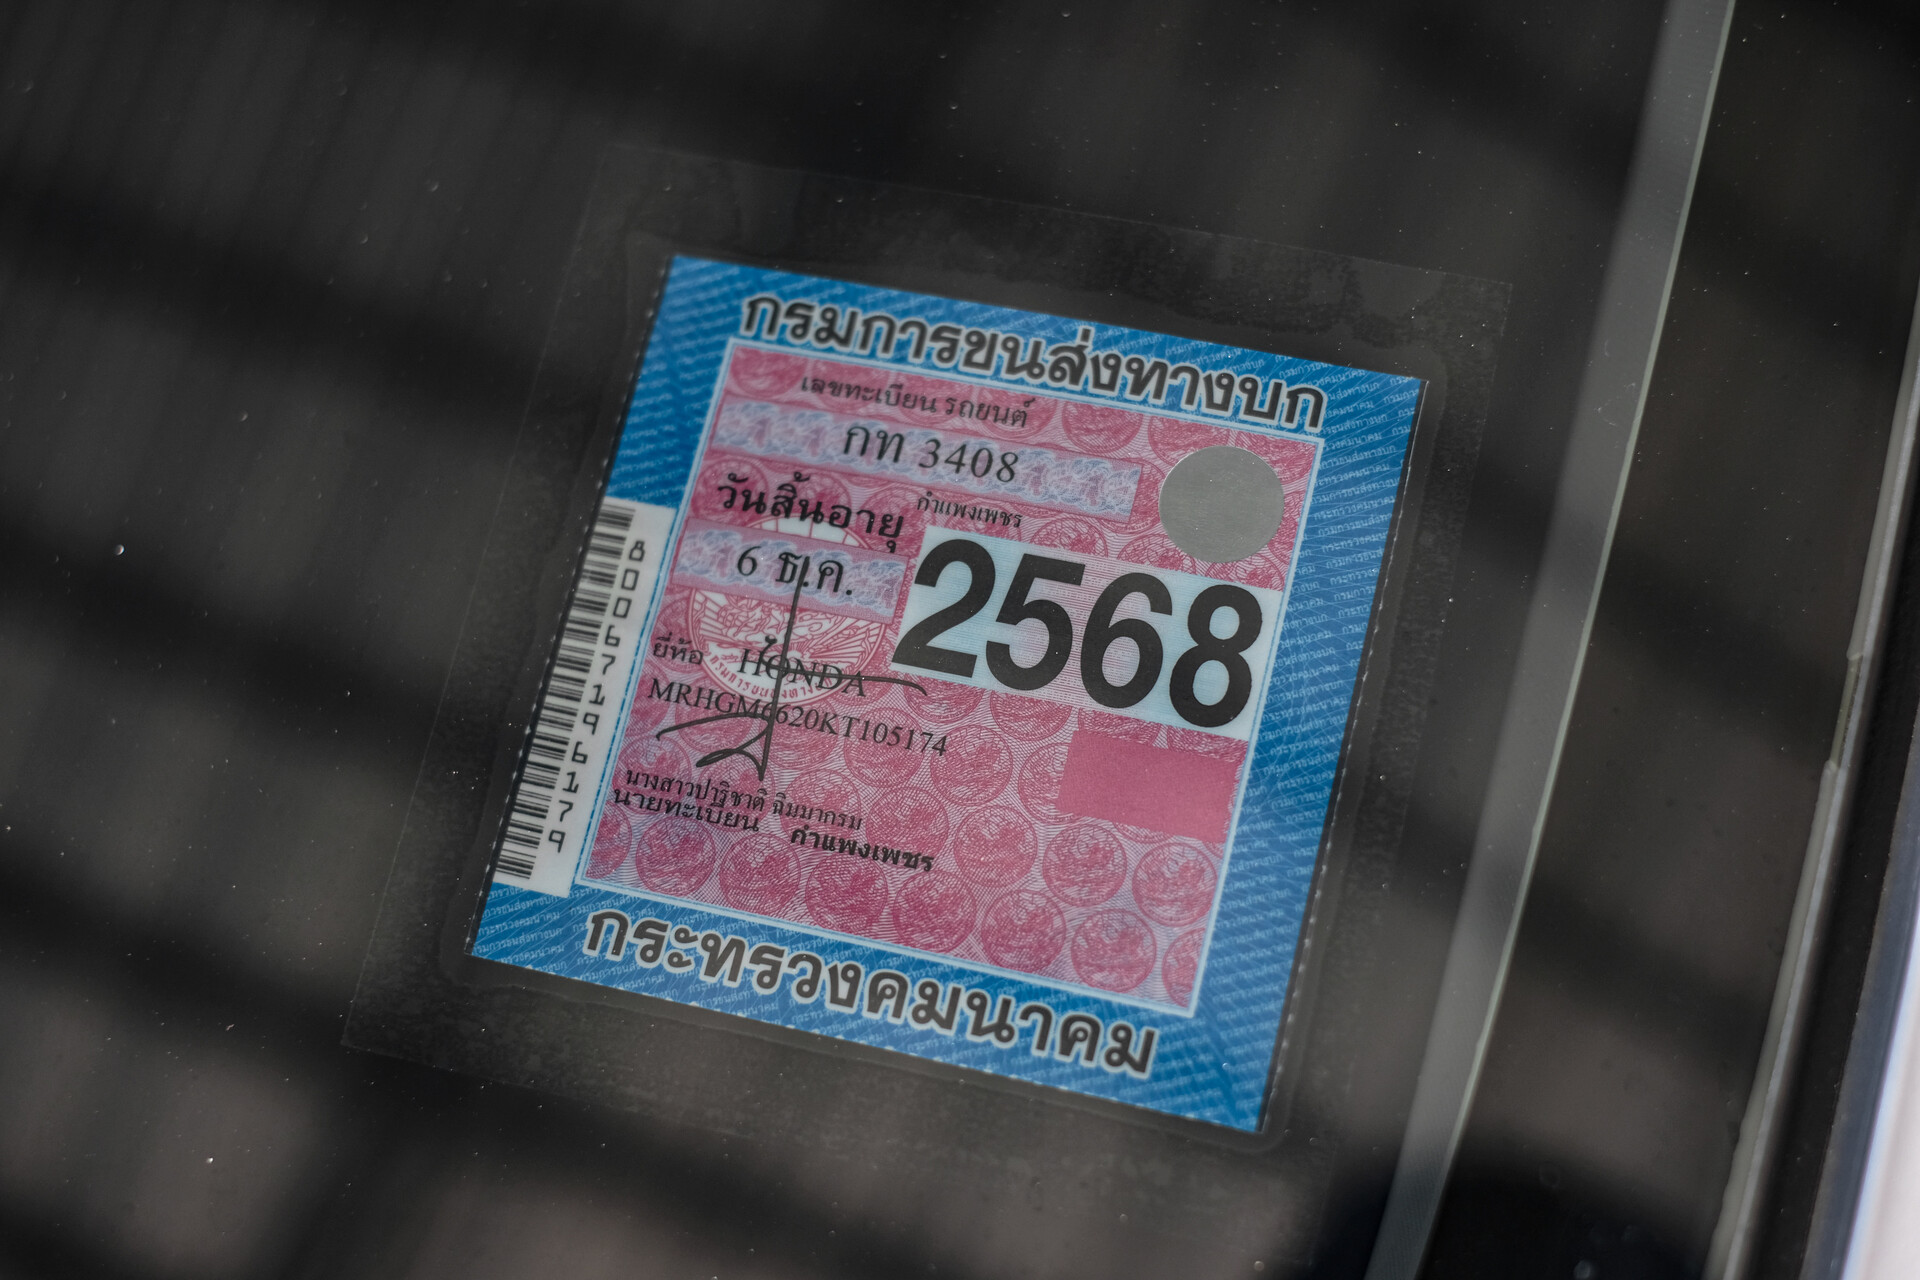 กรมการขนส่งทางบก
เลขทะเบียน รถยนต์
กท 3408
กำแพงเพชร
วันสิ้นอายุ
6 ธ.ค.
2568
ยี่ห้อ HONDA
MRHGM6620KT105174
นางสาวปาริชาติ ฉิมมากรม
นายทะเบียน กำแพงเพชร
กระทรวงคมนาคม
80067196179